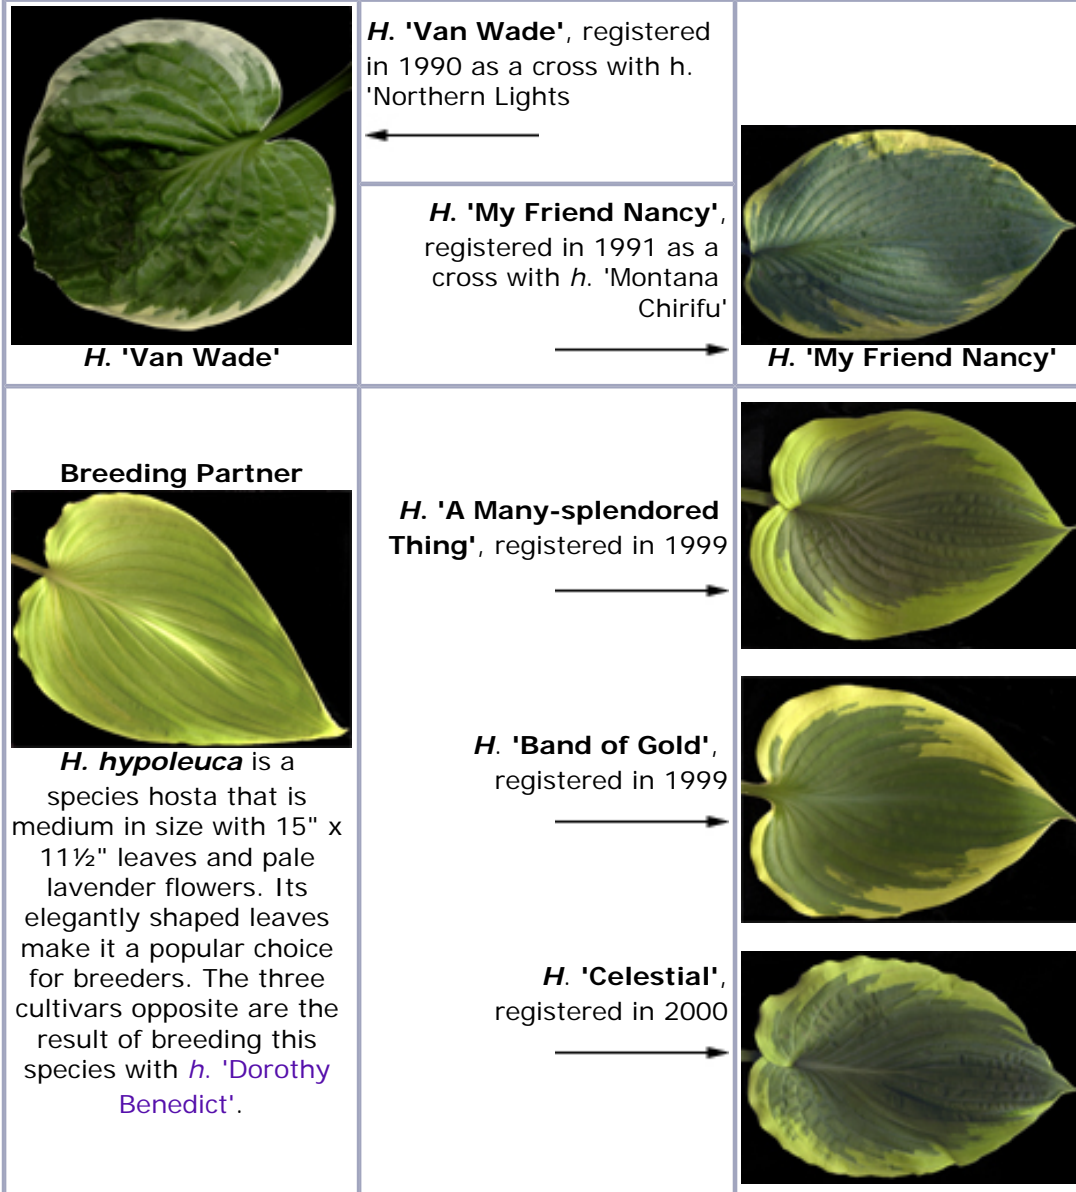 H. 'Van Wade', registered
in 1990 as a cross with h.
'Northern Lights
H. 'Van Wade'
H. 'My Friend Nancy',
registered in 1991 as a
cross with h. 'Montana
Chirifu'
H. 'My Friend Nancy'
Breeding Partner
H. hypoleuca is a
species hosta that is
medium in size with 15" x
11½" leaves and pale
lavender flowers. Its
elegantly shaped leaves
make it a popular choice
for breeders. The three
cultivars opposite are the
result of breeding this
species with h. 'Dorothy
Benedict'.
H. 'A Many-splendored
Thing', registered in 1999
H. 'Band of Gold',
registered in 1999
H. 'Celestial',
registered in 2000